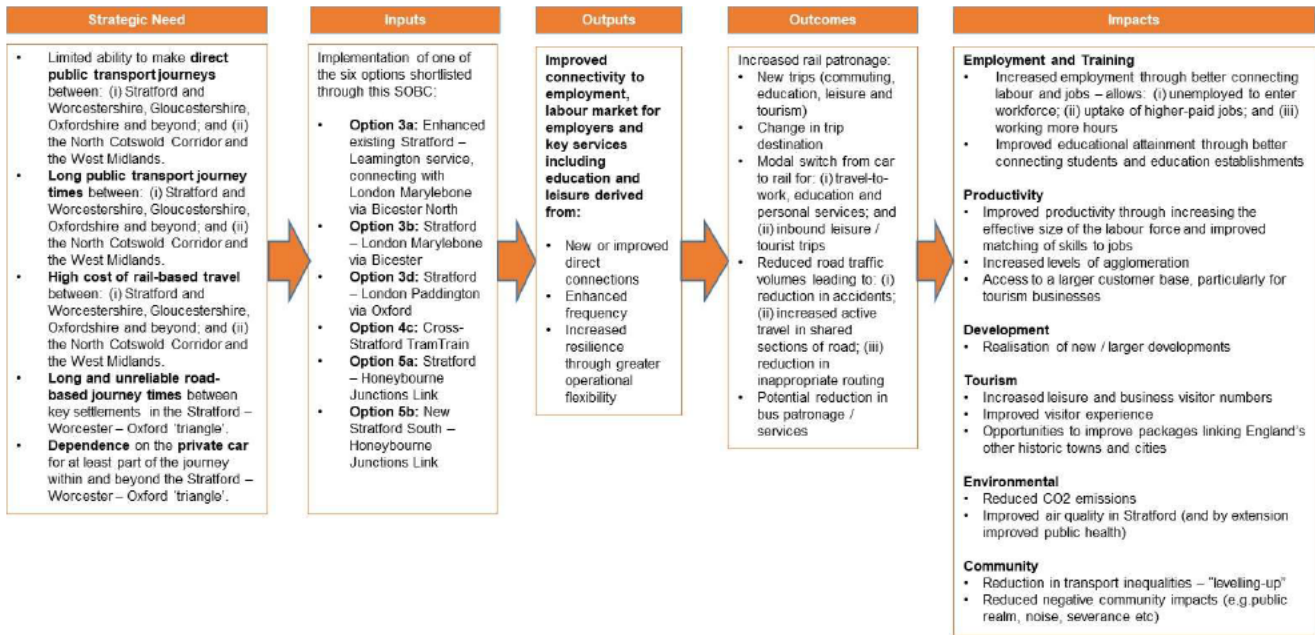 Strategic Need
• Limited ability to make direct
public transport journeys
between: (i) Stratford and
Worcestershire, Gloucestershire,
Oxfordshire and beyond; and (ii)
the North Cotswold Corridor and
the West Midlands.
• Long public transport journey
times between: (i) Stratford and
Worcestershire, Gloucestershire,
Oxfordshire and beyond; and (ii)
the North Cotswold Corridor and
the West Midlands.
• High cost of rail-based travel
between: (i) Stratford and
Worcestershire, Gloucestershire,
Oxfordshire and beyond; and (ii)
the North Cotswold Corridor and
the West Midlands.
• Long and unreliable road-
based journey times between
key settlements in the Stratford –
Worcester – Oxford 'triangle'.
• Dependence on the private car
for at least part of the journey
within and beyond the Stratford –
Worcester – Oxford 'triangle'.
Inputs
Implementation of one of
the six options shortlisted
through this SOBC:
• Option 3a: Enhanced
existing Stratford –
Leamington service,
connecting with
London Marylebone
via Bicester North
• Option 3b: Stratford
– London Marylebone
via Bicester
• Option 3d: Stratford
– London Paddington
via Oxford
• Option 4c: Cross-
Stratford TramTrain
• Option 5a: Stratford
– Honeybourne
Junctions Link
• Option 5b: New
Stratford South –
Honeybourne
Junctions Link
Outputs
Improved
connectivity to
employment,
labour market for
employers and
key services
including
education and
leisure derived
from:
• New or improved
direct
connections
• Enhanced
frequency
• Increased
resilience
through greater
operational
flexibility
Outcomes
Increased rail patronage:
• New trips (commuting,
education, leisure and
tourism)
• Change in trip
destination
• Modal switch from car
to rail for: (i) travel-to-
work, education and
personal services; and
(ii) inbound leisure /
tourist trips
• Reduced road traffic
volumes leading to: (i)
reduction in accidents;
(ii) increased active
travel in shared
sections of road; (iii)
reduction in
inappropriate routing
• Potential reduction in
bus patronage /
services
Impacts
Employment and Training
• Increased employment through better connecting
labour and jobs – allows: (i) unemployed to enter
workforce; (ii) uptake of higher-paid jobs; and (iii)
working more hours
• Improved educational attainment through better
connecting students and education establishments
Productivity
• Improved productivity through increasing the
effective size of the labour force and improved
matching of skills to jobs
• Increased levels of agglomeration
• Access to a larger customer base, particularly for
tourism businesses
Development
• Realisation of new / larger developments
Tourism
• Increased leisure and business visitor numbers
• Improved visitor experience
• Opportunities to improve packages linking England's
other historic towns and cities
Environmental
• Reduced CO2 emissions
• Improved air quality in Stratford (and by extension
improved public health)
Community
• Reduction in transport inequalities – "levelling-up"
• Reduced negative community impacts (e.g.public
realm, noise, severance etc)